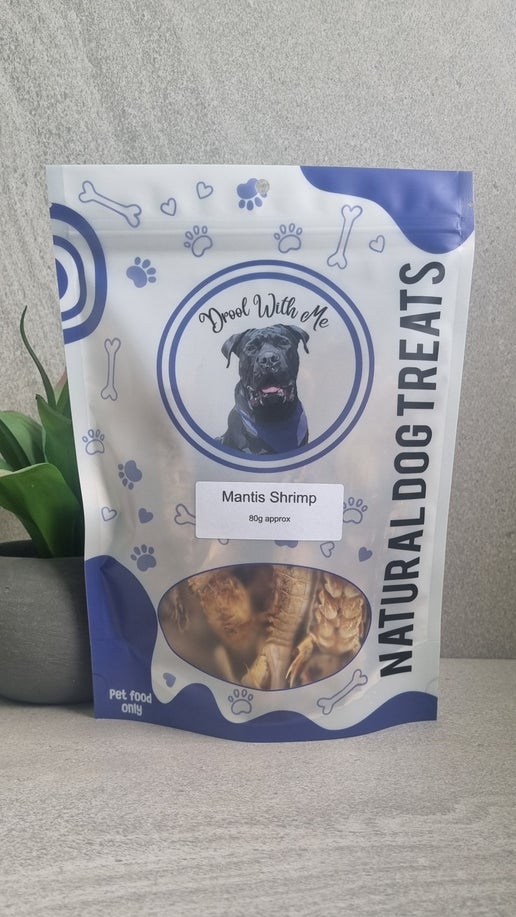 Drool With Me
NATURAL DOG TREATS
Mantis Shrimp
80g approx
Pet food
only